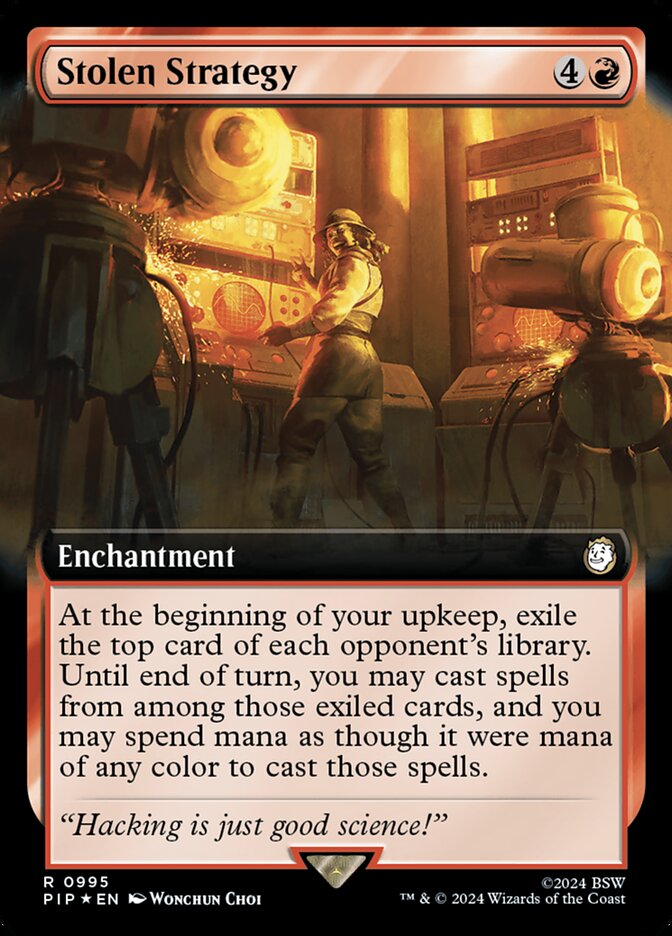 Stolen Strategy 4
Enchantment
At the beginning of your upkeep, exile
the top card of each opponent's library.
Until end of turn, you may cast spells
from among those exiled cards, and you
may spend mana as though it were mana
of any color to cast those spells.
“Hacking is just good science!”
R 0995
PIP★EN Wonchun Choi
©2024 BSW
™ & © 2024 Wizards of the Coast